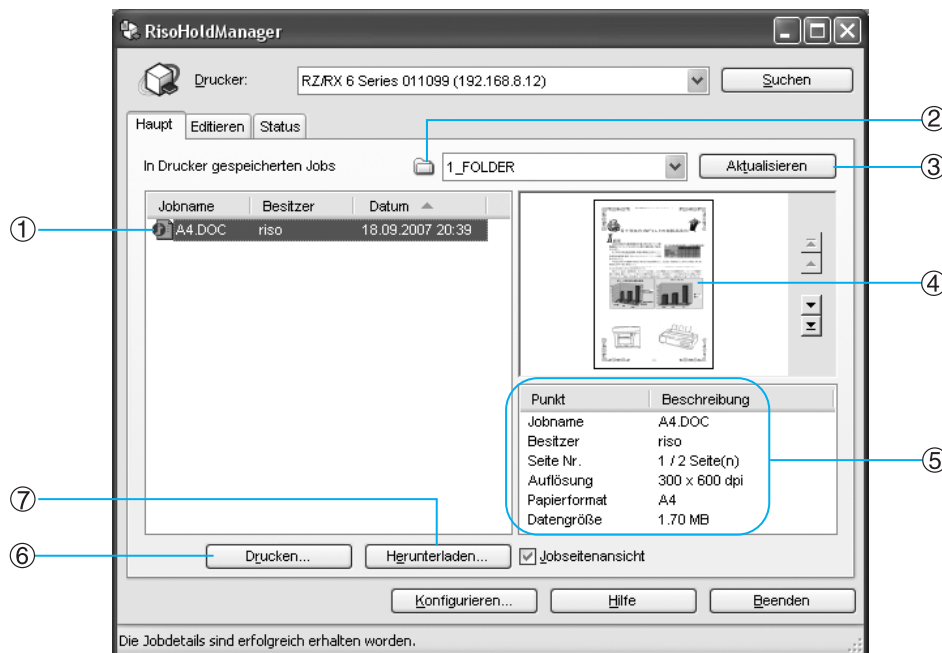 RisoHoldManager
Drucker: RZ/RX 6 Series 011099 (192.168.8.12) Suchen
Haupt Editieren Status
②
In Drucker gespeicherten Jobs 1_FOLDER Aktualisieren ③
Jobname Besitzer Datum
① A4.DOC riso 18.09.2007 20:39
④
Punkt Beschreibung
Jobname A4.DOC
Besitzer riso
Seite Nr. 1 / 2 Seite(n)
⑤
Auflösung 300 x 600 dpi
Papierformat A4
Datengröße 1.70 MB
⑦
⑥ Drucken... Herunterladen... Jobseitenansicht
Konfigurieren... Hilfe Beenden
Die Jobdetails sind erfolgreich erhalten worden.